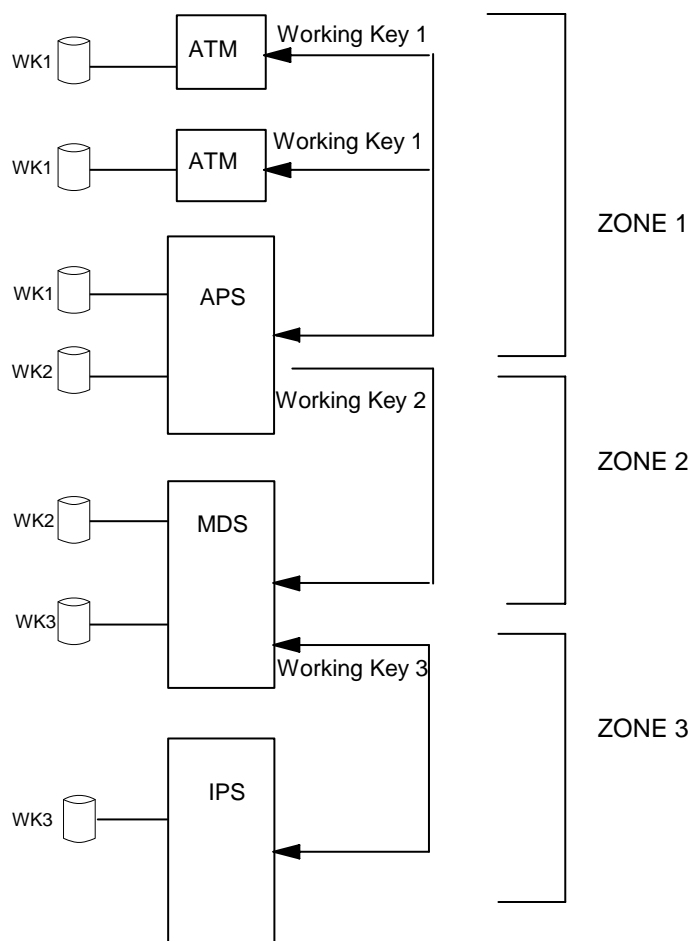 Working Key 1
WK1
ATM
Working Key 1
WK1
ATM
ZONE 1
WK1
APS
WK2
Working Key 2
ZONE 2
WK2
MDS
WK3
Working Key 3
ZONE 3
IPS
WK3